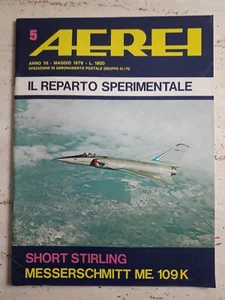 5
AEREI
ANNO VII - MAGGIO 1979 - L. 1500
SPEDIZIONE IN ABBONAMENTO POSTALE GRUPPO III/70
IL REPARTO SPERIMENTALE
SHORT STIRLING
MESSERSCHMITT ME. 109 K